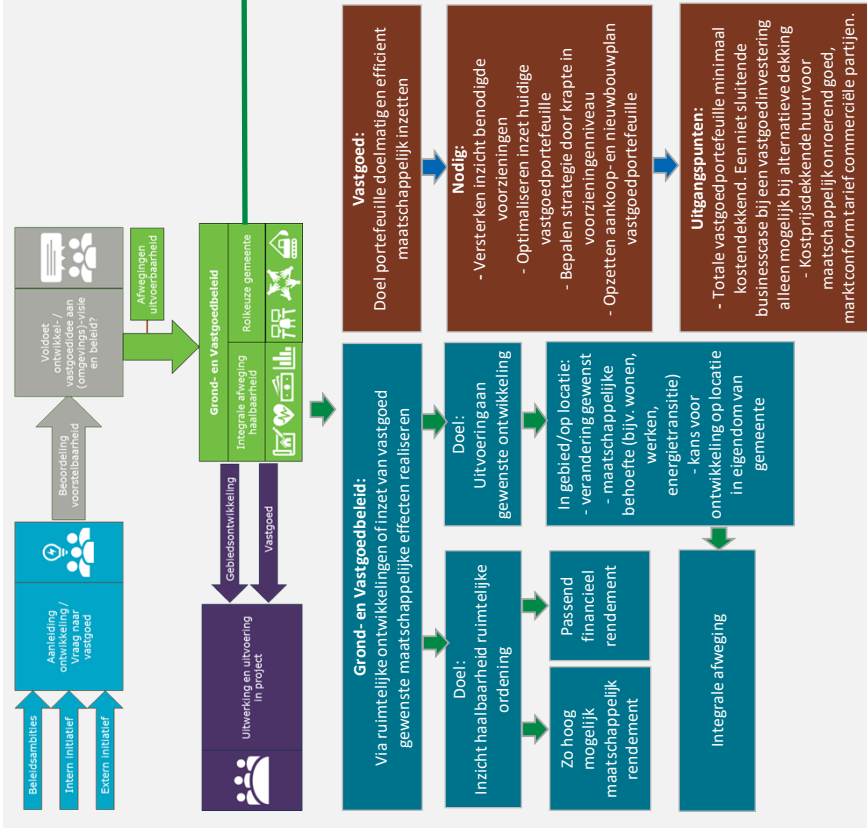 Beleidsambities
Intern initiatief
Extern initiatief
Aanleiding
ontwikkeling /
Vraag naar
vastgoed
Beoordeling
voorstelbaarheid
Voldoet
ontwikkel-/
vastgoedidee aan
(omgevings)-visie
en beleid?
Afwegingen
uitvoerbaarheid
Grond- en Vastgoedbeleid
Integrale afweging
haalbaarheid
Rolkeuze gemeente
Gebiedsontwikkeling
Vastgoed
Uitwerking en uitvoering
in project
Grond- en Vastgoedbeleid:
Via ruimtelijke ontwikkelingen of inzet van vastgoed
gewenste maatschappelijke effecten realiseren
Doel:
Inzicht haalbaarheid ruimtelijke
ordening
Doel:
Uitvoering aan
gewenste ontwikkeling
Zo hoog
mogelijk
maatschappelijk
rendement
Passend
financieel
rendement
In gebied/op locatie:
- verandering gewenst
- maatschappelijke
behoefte (bijv. wonen,
werken,
energietransitie)
- kans voor
ontwikkeling op locatie
in eigendom van
gemeente
Integrale afweging
Vastgoed:
Doel portefeuille doelmatig en efficient
maatschappelijk inzetten
Nodig:
- Versterken inzicht benodigde
voorzieningen
- Optimaliseren inzet huidige
vastgoedportefeuille
- Bepalen strategie door krapte in
voorzieningenniveau
- Opzetten aankoop- en nieuwbouwplan
vastgoedportefeuille
Uitgangspunten:
- Totale vastgoedportefeuille minimaal
kostendekkend. Een niet sluitende
businesscase bij een vastgoedinvestering
alleen mogelijk bij alternatieve dekking
- Kostprijsdekkende huur voor
maatschappelijk onroerend goed,
marktconform tarief commerciële partijen.